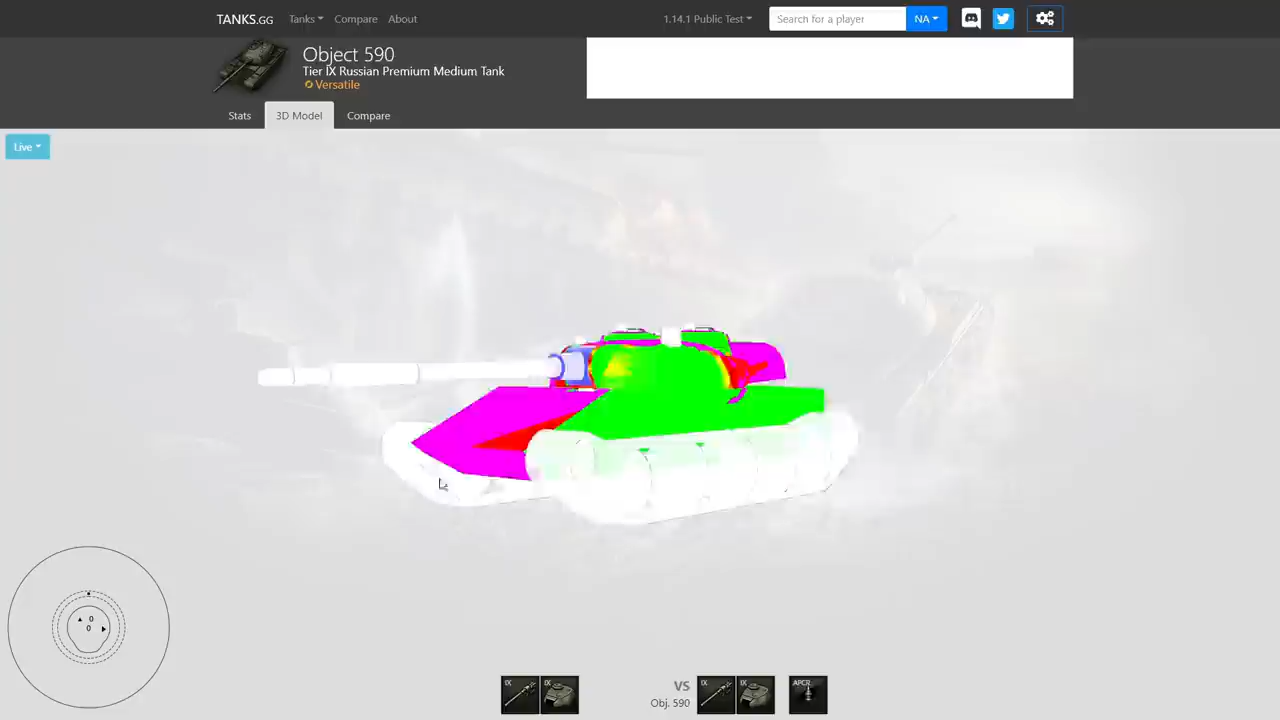 TANKS.GG Tanks Compare About 1.14.1 Public Test Search for a player NA
Object 590
Tier IX Russian Premium Medium Tank
Versatile
Stats 3D Model Compare
Live
0
0
IX IX VS IX IX APCR
Obj. 590